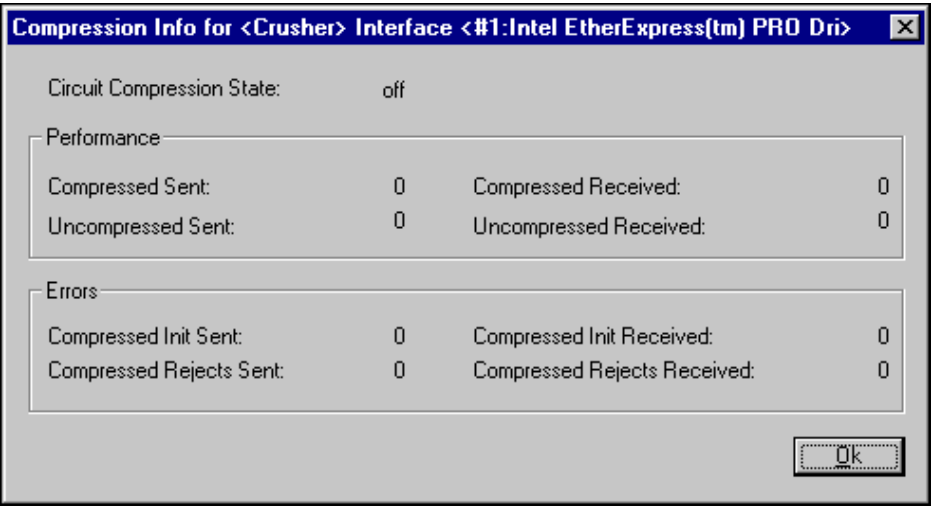 Compression Info for <Crusher> Interface <#1:Intel EtherExpress(tm) PRO Dri>
Circuit Compression State: off
Performance
Compressed Sent: 0 Compressed Received: 0
Uncompressed Sent: 0 Uncompressed Received: 0
Errors
Compressed Init Sent: 0 Compressed Init Received: 0
Compressed Rejects Sent: 0 Compressed Rejects Received: 0
Ok